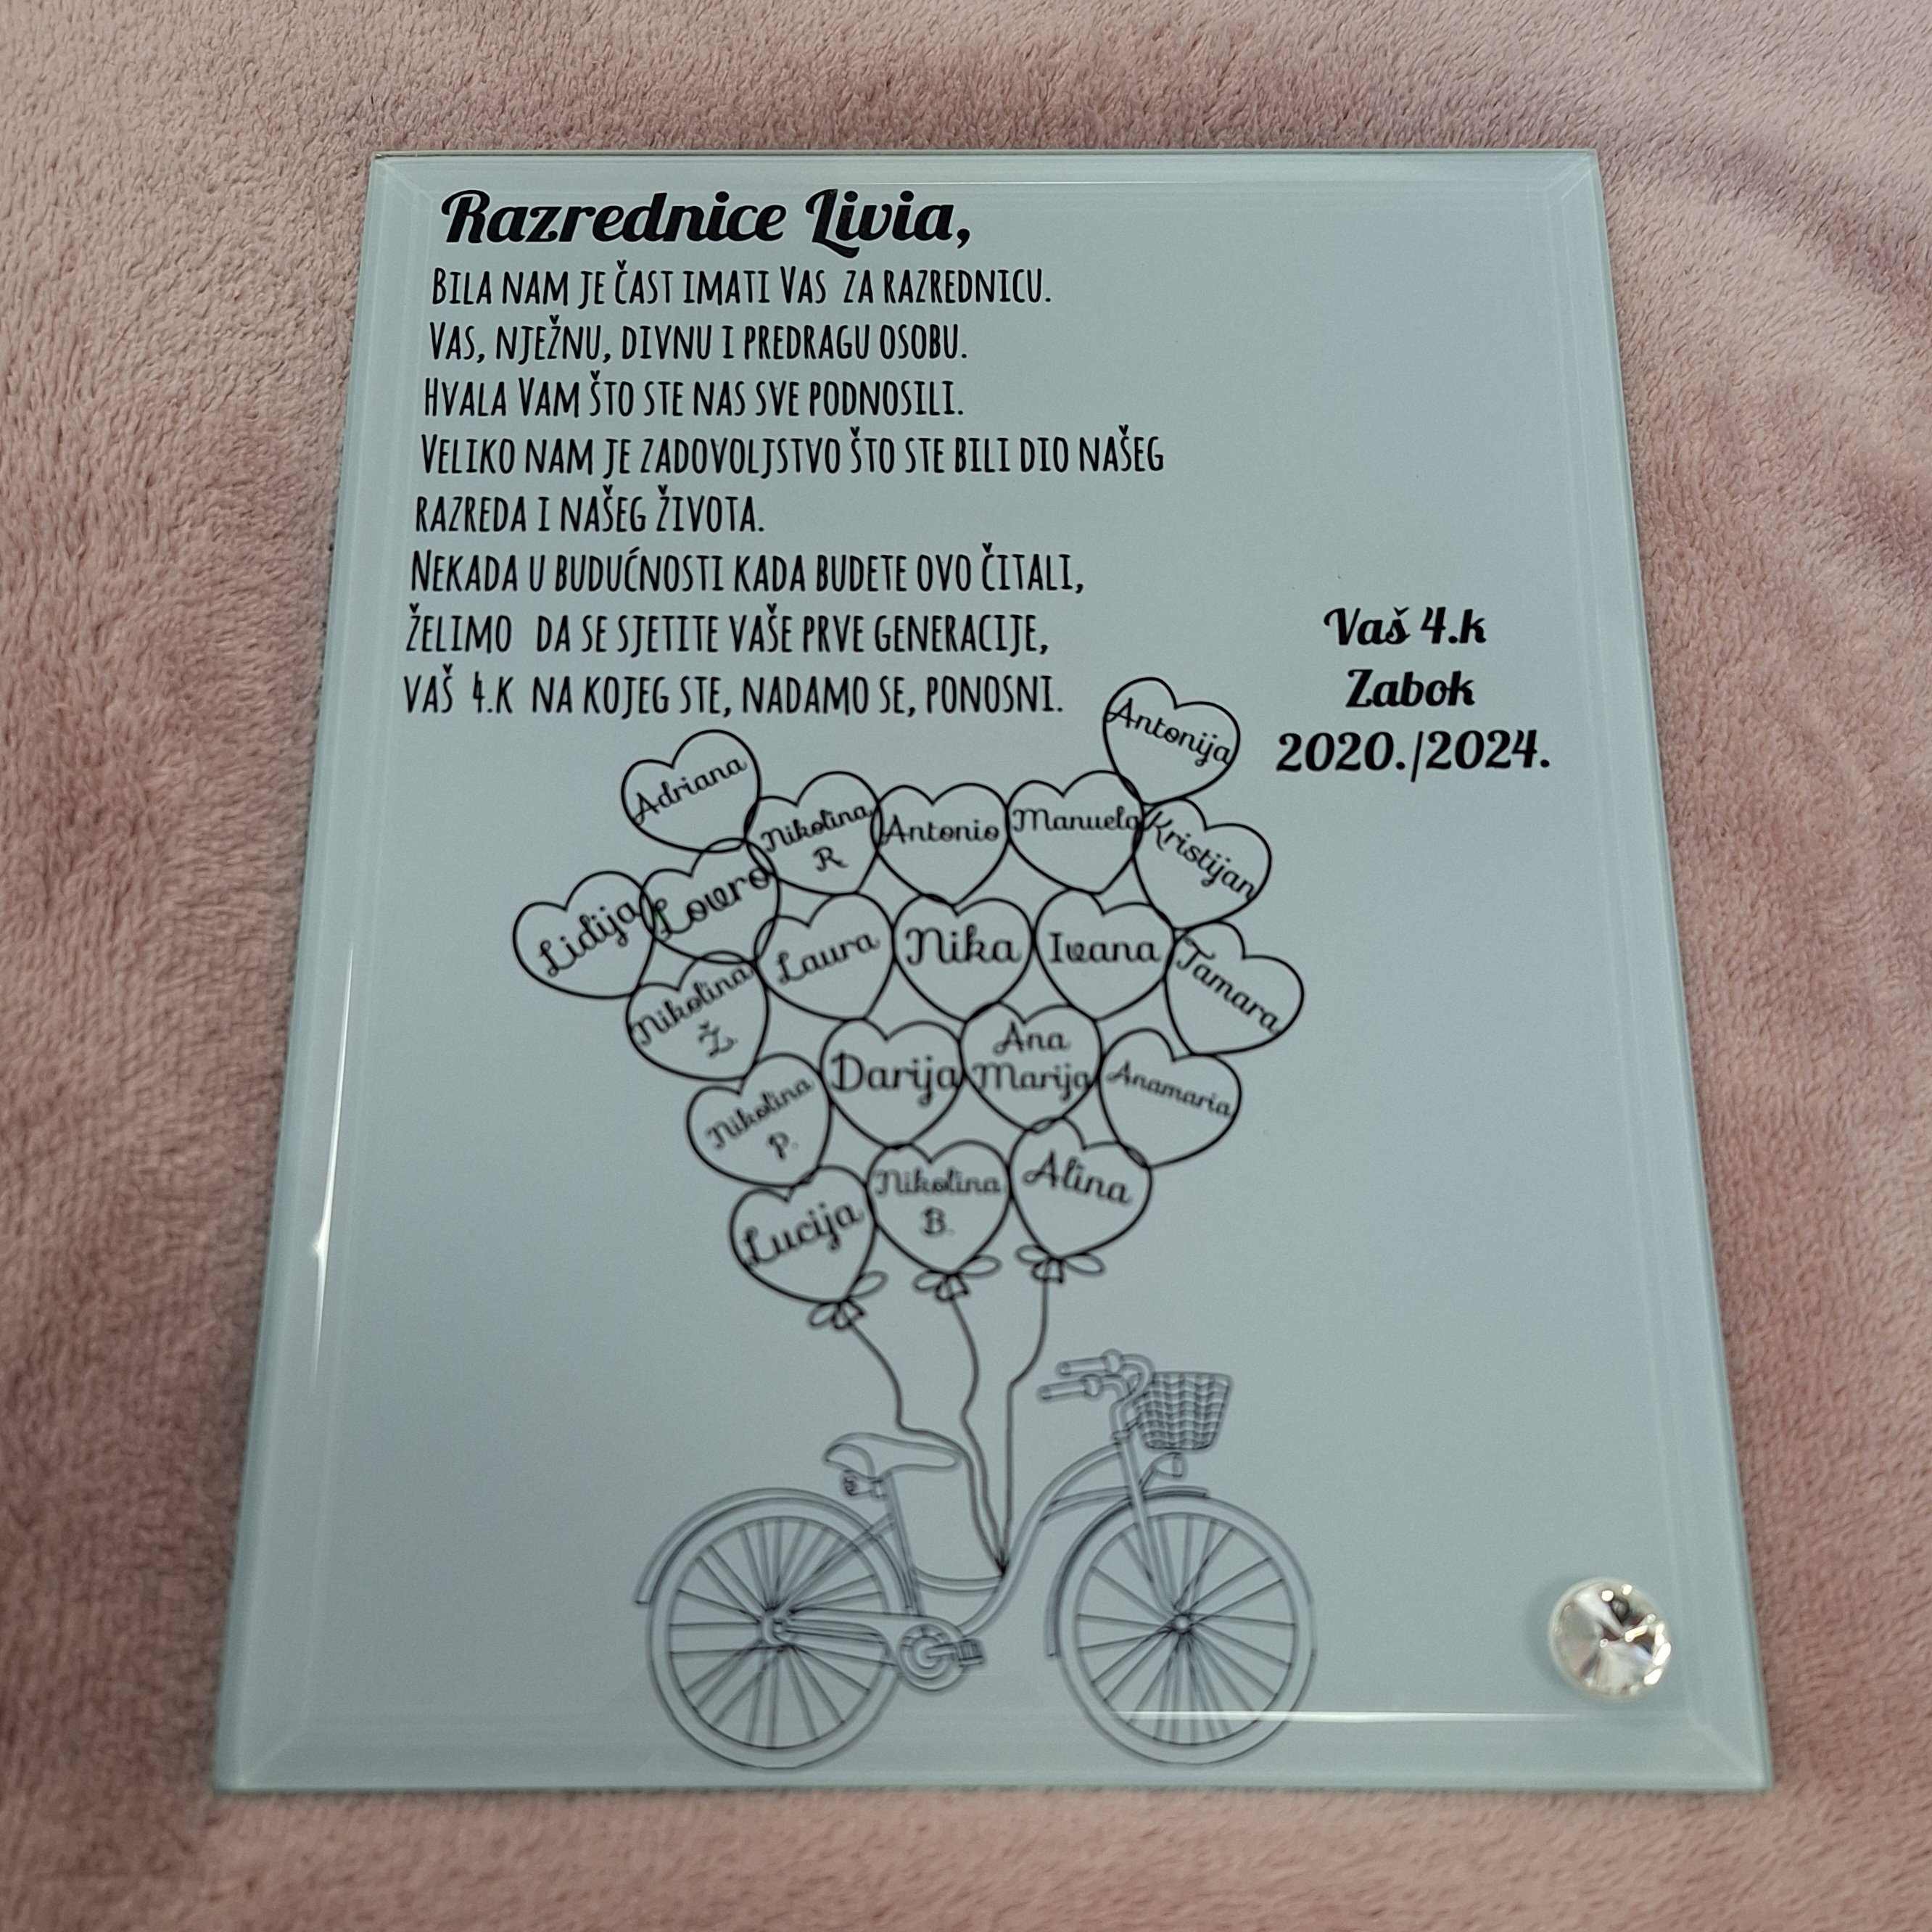 Razrednice Livia,
Bila nam je čast imati Vas za razrednicu.
Vas, nježnu, divnu i predragu osobu.
Hvala Vam što ste nas sve podnosili.
Veliko nam je zadovoljstvo što ste bili dio našeg
razreda i našeg života.
Nekada u budućnosti kada budete ovo čitali,
želimo da se sjetite vaše prve generacije,
vaš 4.k na kojeg ste, nadamo se, ponosni.
Vaš 4.k
Zabok
2020./2024.
Antonija
Adriana
Nikolina
R
Antonio
Manuela
Kristijan
Lidija
Lovro
Laura
Nika
Ivana
Tamara
Nikolina
Ž.
Darija
Ana
Marija
Anamaria
Nikolina
P.
Lucija
Nikolina
B.
Alina